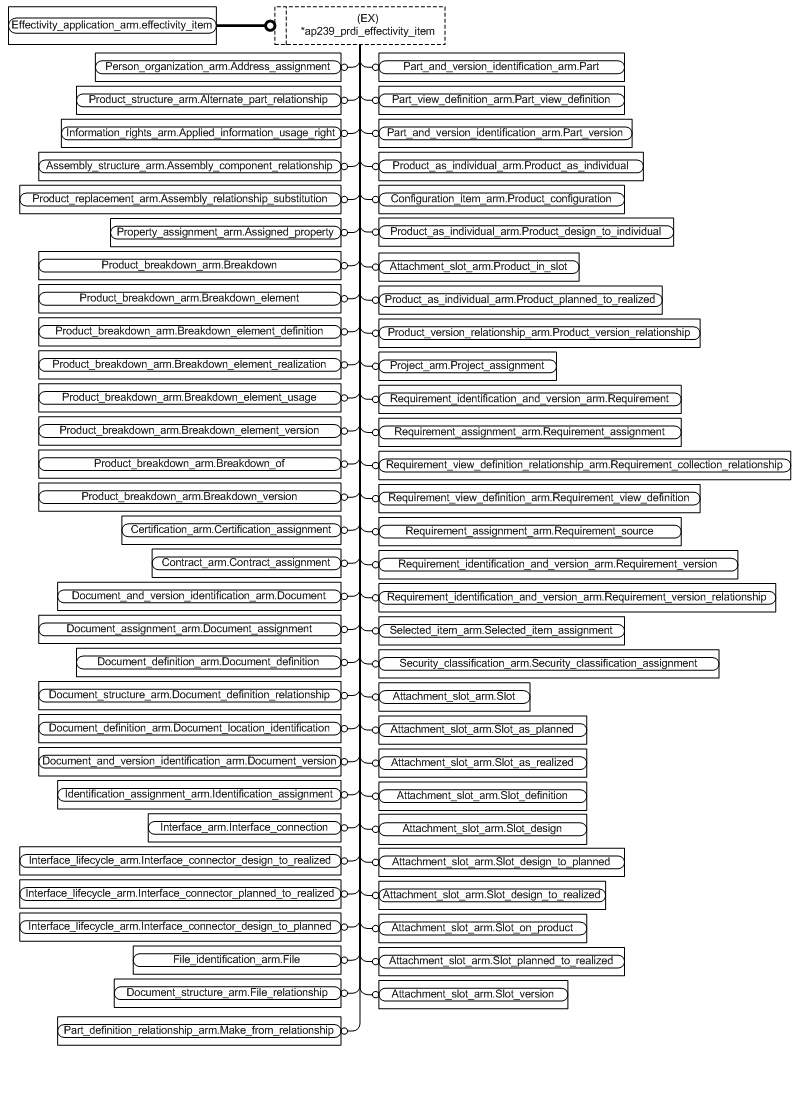 Effectivity_application_arm.effectivity_item
(EX)
*ap239_prdi_effectivity_item
Person_organization_arm.Address_assignment
Product_structure_arm.Alternate_part_relationship
Information_rights_arm.Applied_information_usage_right
Assembly_structure_arm.Assembly_component_relationship
Product_replacement_arm.Assembly_relationship_substitution
Property_assignment_arm.Assigned_property
Product_breakdown_arm.Breakdown
Product_breakdown_arm.Breakdown_element
Product_breakdown_arm.Breakdown_element_definition
Product_breakdown_arm.Breakdown_element_realization
Product_breakdown_arm.Breakdown_element_usage
Product_breakdown_arm.Breakdown_element_version
Product_breakdown_arm.Breakdown_of
Product_breakdown_arm.Breakdown_version
Certification_arm.Certification_assignment
Contract_arm.Contract_assignment
Document_and_version_identification_arm.Document
Document_assignment_arm.Document_assignment
Document_definition_arm.Document_definition
Document_structure_arm.Document_definition_relationship
Document_definition_arm.Document_location_identification
Document_and_version_identification_arm.Document_version
Identification_assignment_arm.Identification_assignment
Interface_arm.Interface_connection
Interface_lifecycle_arm.Interface_connector_design_to_realized
Interface_lifecycle_arm.Interface_connector_planned_to_realized
Interface_lifecycle_arm.Interface_connector_design_to_planned
File_identification_arm.File
Document_structure_arm.File_relationship
Part_definition_relationship_arm.Make_from_relationship
Part_and_version_identification_arm.Part
Part_view_definition_arm.Part_view_definition
Part_and_version_identification_arm.Part_version
Product_as_individual_arm.Product_as_individual
Configuration_item_arm.Product_configuration
Product_as_individual_arm.Product_design_to_individual
Attachment_slot_arm.Product_in_slot
Product_as_individual_arm.Product_planned_to_realized
Product_version_relationship_arm.Product_version_relationship
Project_arm.Project_assignment
Requirement_identification_and_version_arm.Requirement
Requirement_assignment_arm.Requirement_assignment
Requirement_view_definition_relationship_arm.Requirement_collection_relationship
Requirement_view_definition_arm.Requirement_view_definition
Requirement_assignment_arm.Requirement_source
Requirement_identification_and_version_arm.Requirement_version
Requirement_identification_and_version_arm.Requirement_version_relationship
Selected_item_arm.Selected_item_assignment
Security_classification_arm.Security_classification_assignment
Attachment_slot_arm.Slot
Attachment_slot_arm.Slot_as_planned
Attachment_slot_arm.Slot_as_realized
Attachment_slot_arm.Slot_definition
Attachment_slot_arm.Slot_design
Attachment_slot_arm.Slot_design_to_planned
Attachment_slot_arm.Slot_design_to_realized
Attachment_slot_arm.Slot_on_product
Attachment_slot_arm.Slot_planned_to_realized
Attachment_slot_arm.Slot_version